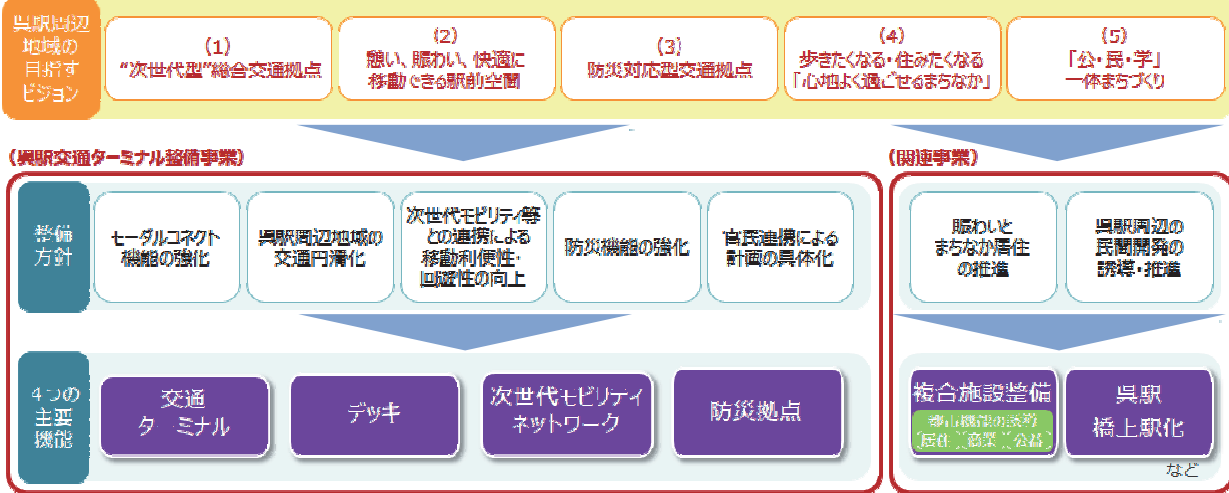 呉駅周辺
地域の
目指す
ビジョン
(1)
“次世代型”総合交通拠点
(2)
憩い、賑わい、快適に
移動できる駅前空間
(3)
防災対応型交通拠点
(4)
歩きたくなる・住みたくなる
「心地よく過ごせるまちなか」
(5)
「公・民・学」
一体まちづくり
(呉駅交通ターミナル整備事業)
整備
方針
モーダルコネクト
機能の強化
呉駅周辺地域の
交通円滑化
次世代モビリティ等
との連携による
移動利便性・
回遊性の向上
防災機能の強化
官民連携による
計画の具体化
4つの
主要
機能
交通
ターミナル
デッキ
次世代モビリティ
ネットワーク
防災拠点
(関連事業)
賑わいと
まちなか居住
の推進
呉駅周辺の
民間開発の
誘導・推進
複合施設整備
都市機能の誘導
[居住][商業][公益]
呉駅
橋上駅化
など